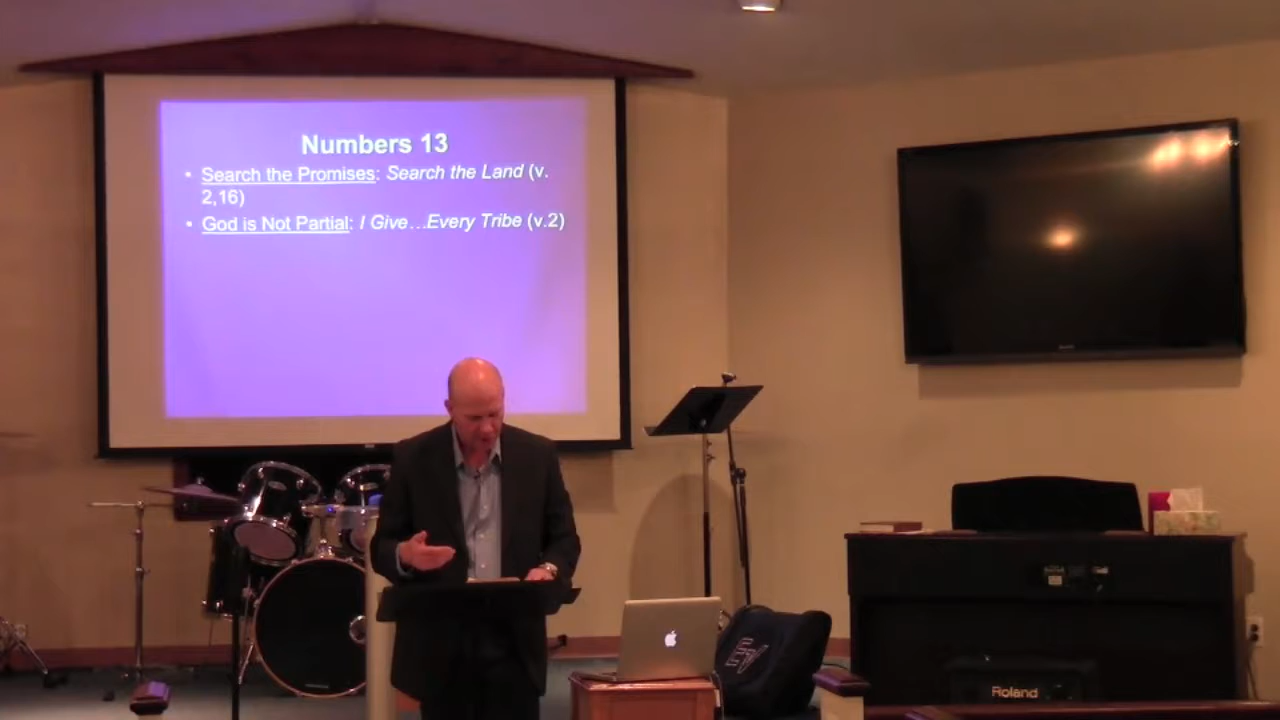 Numbers 13
• Search the Promises: Search the Land (v.
2,16)
• God is Not Partial: I Give…Every Tribe (v.2)
EV
Roland